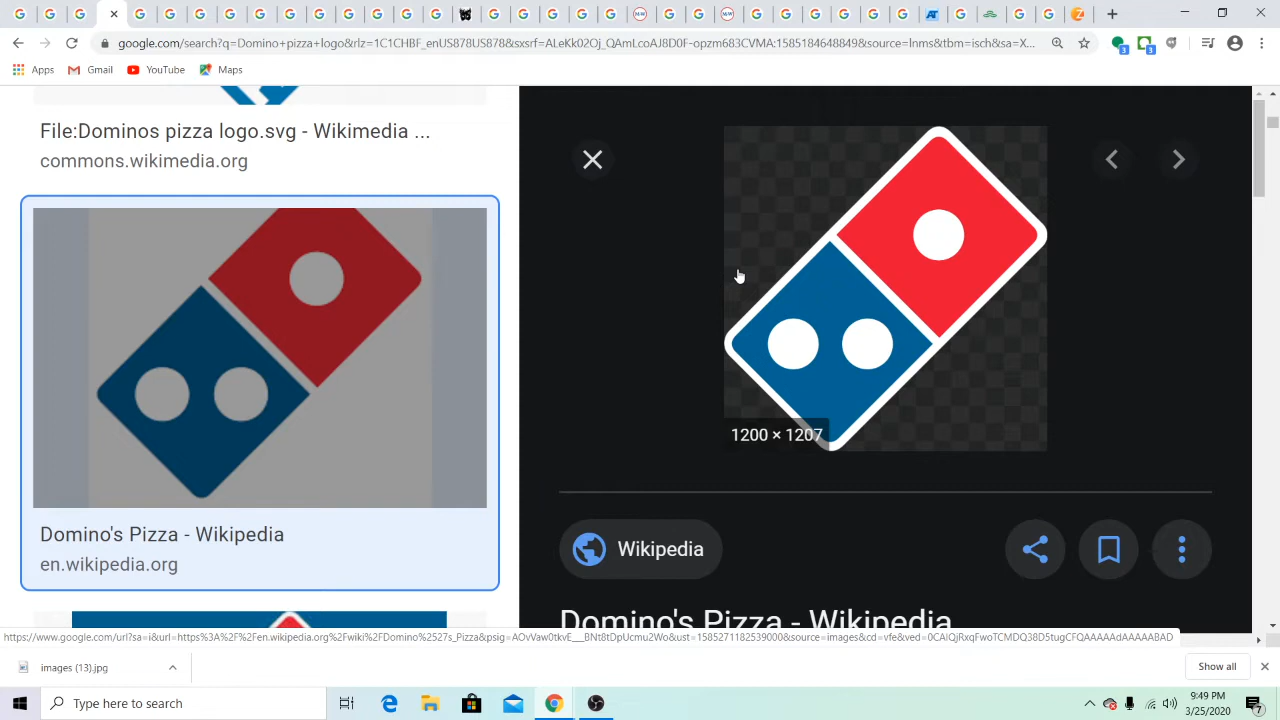 google.com/search?q=Domino+pizza+logo&rlz=1C1CHBF_enUS878US878&sxsrf=ALeKk02Oj_QAmLcoAJ8D0F-opzm683CVMA:1585184648849&source=lnms&tbm=isch&sa=X...
3
3
Apps
Gmail
YouTube
Maps
File:Dominos pizza logo.svg - Wikimedia ...
commons.wikimedia.org
Domino's Pizza - Wikipedia
en.wikipedia.org
1200 × 1207
Wikipedia
Domino's Pizza - Wikipedia
images (13).jpg
Show all
Type here to search
9:49 PM
3/25/2020
7